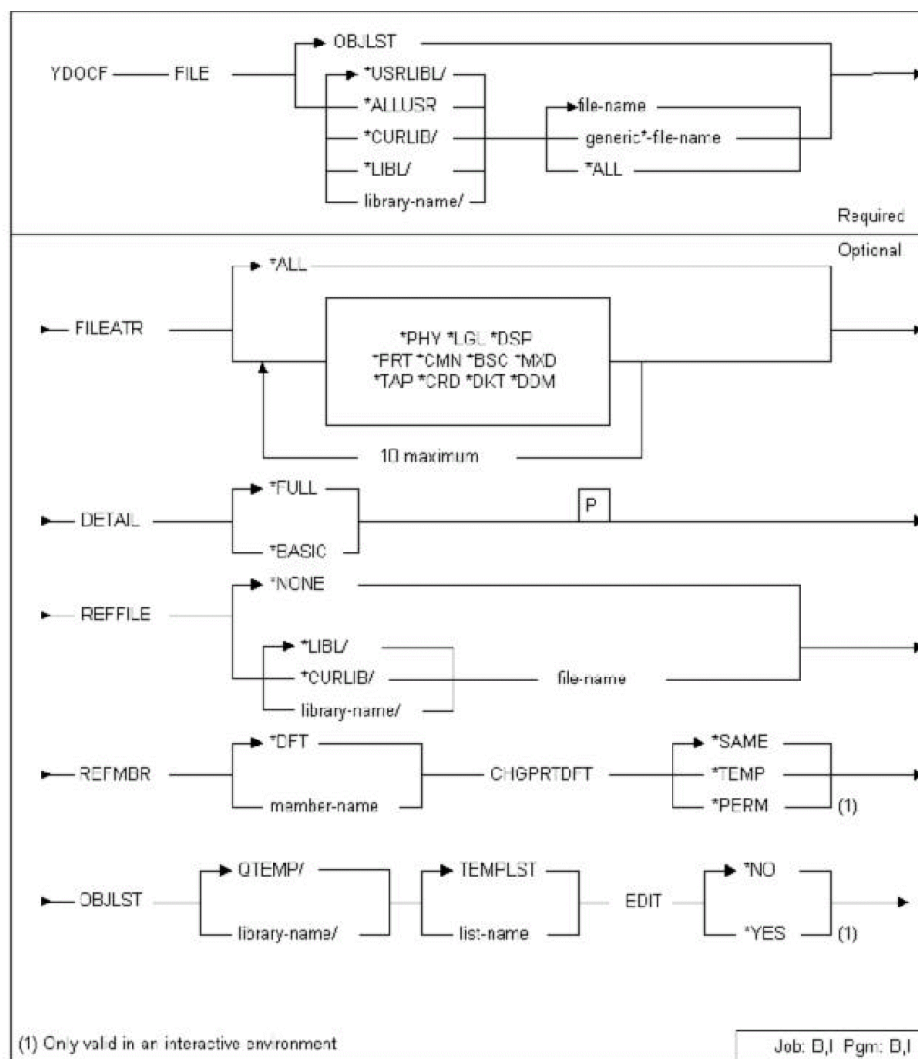 OBJLST
YDOCF FILE
*USRLIBL/
*ALLUSR
*CURLIB/
*LIBL/
library-name/
file-name
generic*-file-name
*ALL
Required
Optional
*ALL
FILEATR
*PHY *LGL *DSP
*PRT *CMN *BSC *MXD
*TAP *CRD *DKT *DDM
10 maximum
DETAIL
*FULL
*BASIC
P
REFFILE
*NONE
*LIBL/
*CURLIB/
library-name/
file-name
REFMBR
*DFT
member-name
CHGPRTDFT
*SAME
*TEMP
*PERM (1)
OBJLST
QTEMP/
library-name/
TEMPLST
list-name
EDIT
*NO
*YES (1)
(1) Only valid in an interactive environment
Job: B,I Pgm: B,I